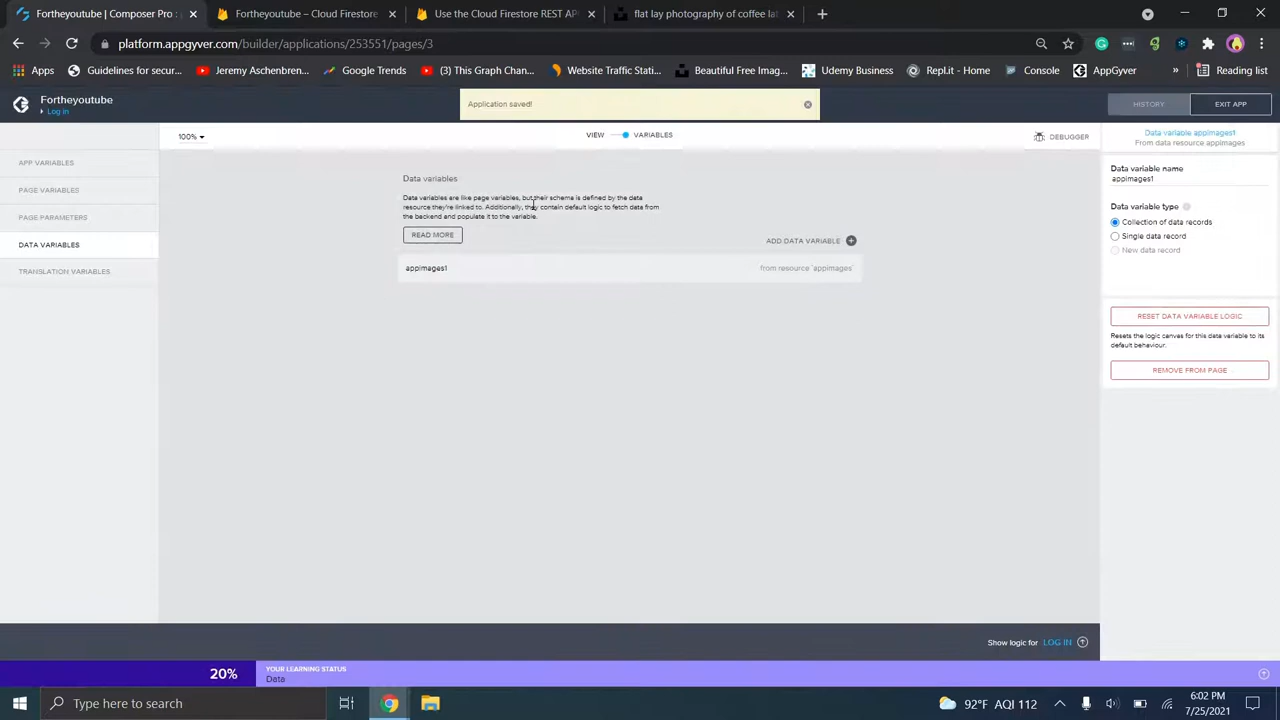 Fortheyoutube | Composer Pro |
Fortheyoutube – Cloud Firestore
Use the Cloud Firestore REST AP
flat lay photography of coffee lat
platform.appgyver.com/builder/applications/253551/pages/3
Apps
Guidelines for secur...
Jeremy Aschenbren...
Google Trends
(3) This Graph Chan...
Website Traffic Stati...
Beautiful Free Imag...
Udemy Business
Repl.it - Home
Console
AppGyver
»
Reading list
Fortheyoutube
Log in
Application saved!
HISTORY
EXIT APP
100%
VIEW
VARIABLES
DEBUGGER
Data variable appimages1
From data resource appimages
APP VARIABLES
PAGE VARIABLES
PAGE PARAMETERS
DATA VARIABLES
TRANSLATION VARIABLES
Data variables
Data variables are like page variables, but their schema is defined by the data
resource they're linked to. Additionally, they contain default logic to fetch data from
the backend and populate it to the variable.
READ MORE
ADD DATA VARIABLE
appimages1
from resource 'appimages'
Data variable name
appimages1
Data variable type
Collection of data records
Single data record
New data record
RESET DATA VARIABLE LOGIC
Resets the logic canvas for this data variable to its
default behaviour.
REMOVE FROM PAGE
Show logic for LOG IN
20%
YOUR LEARNING STATUS
Data
Type here to search
92°F AQI 112
6:02 PM
7/25/2021